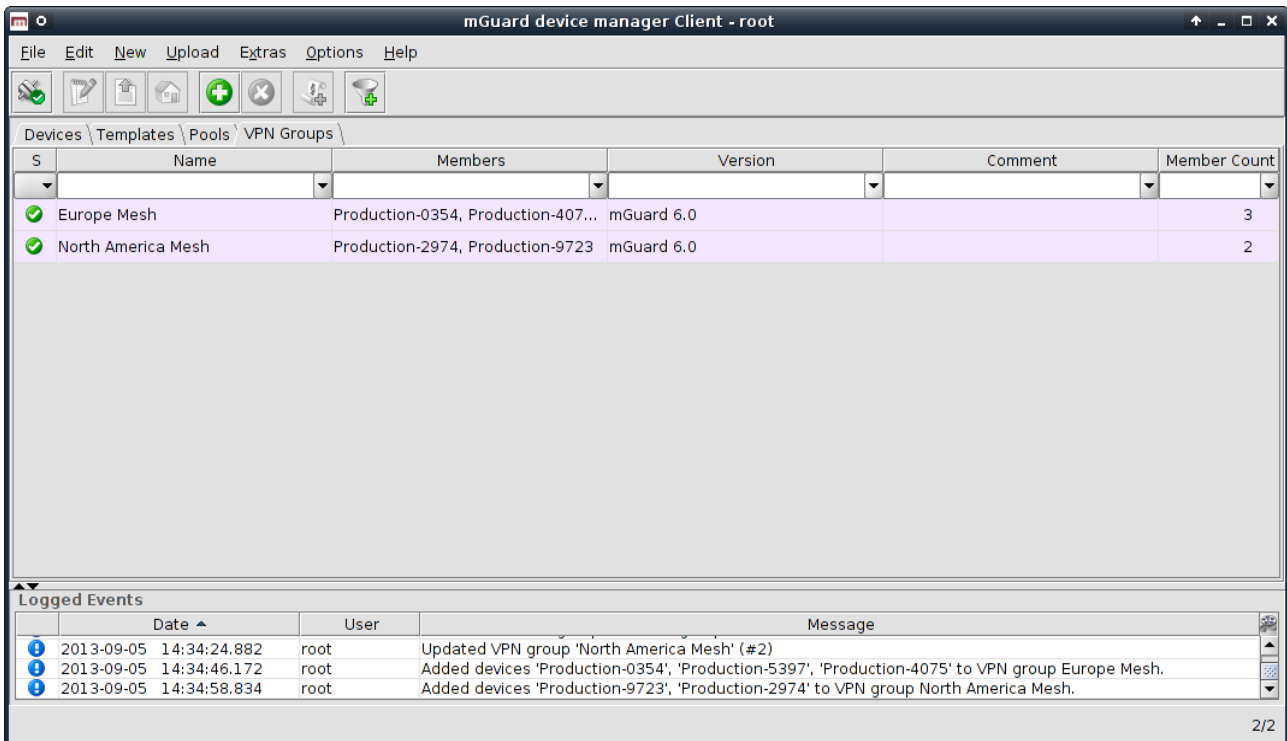 mGuard device manager Client - root
File Edit New Upload Extras Options Help
Devices Templates Pools VPN Groups
S Name Members Version Comment Member Count
Europe Mesh Production-0354, Production-407... mGuard 6.0 3
North America Mesh Production-2974, Production-9723 mGuard 6.0 2
Logged Events
Date User Message
2013-09-05 14:34:24.882 root Updated VPN group 'North America Mesh' (#2)
2013-09-05 14:34:46.172 root Added devices 'Production-0354', 'Production-5397', 'Production-4075' to VPN group Europe Mesh.
2013-09-05 14:34:58.834 root Added devices 'Production-9723', 'Production-2974' to VPN group North America Mesh.
2/2